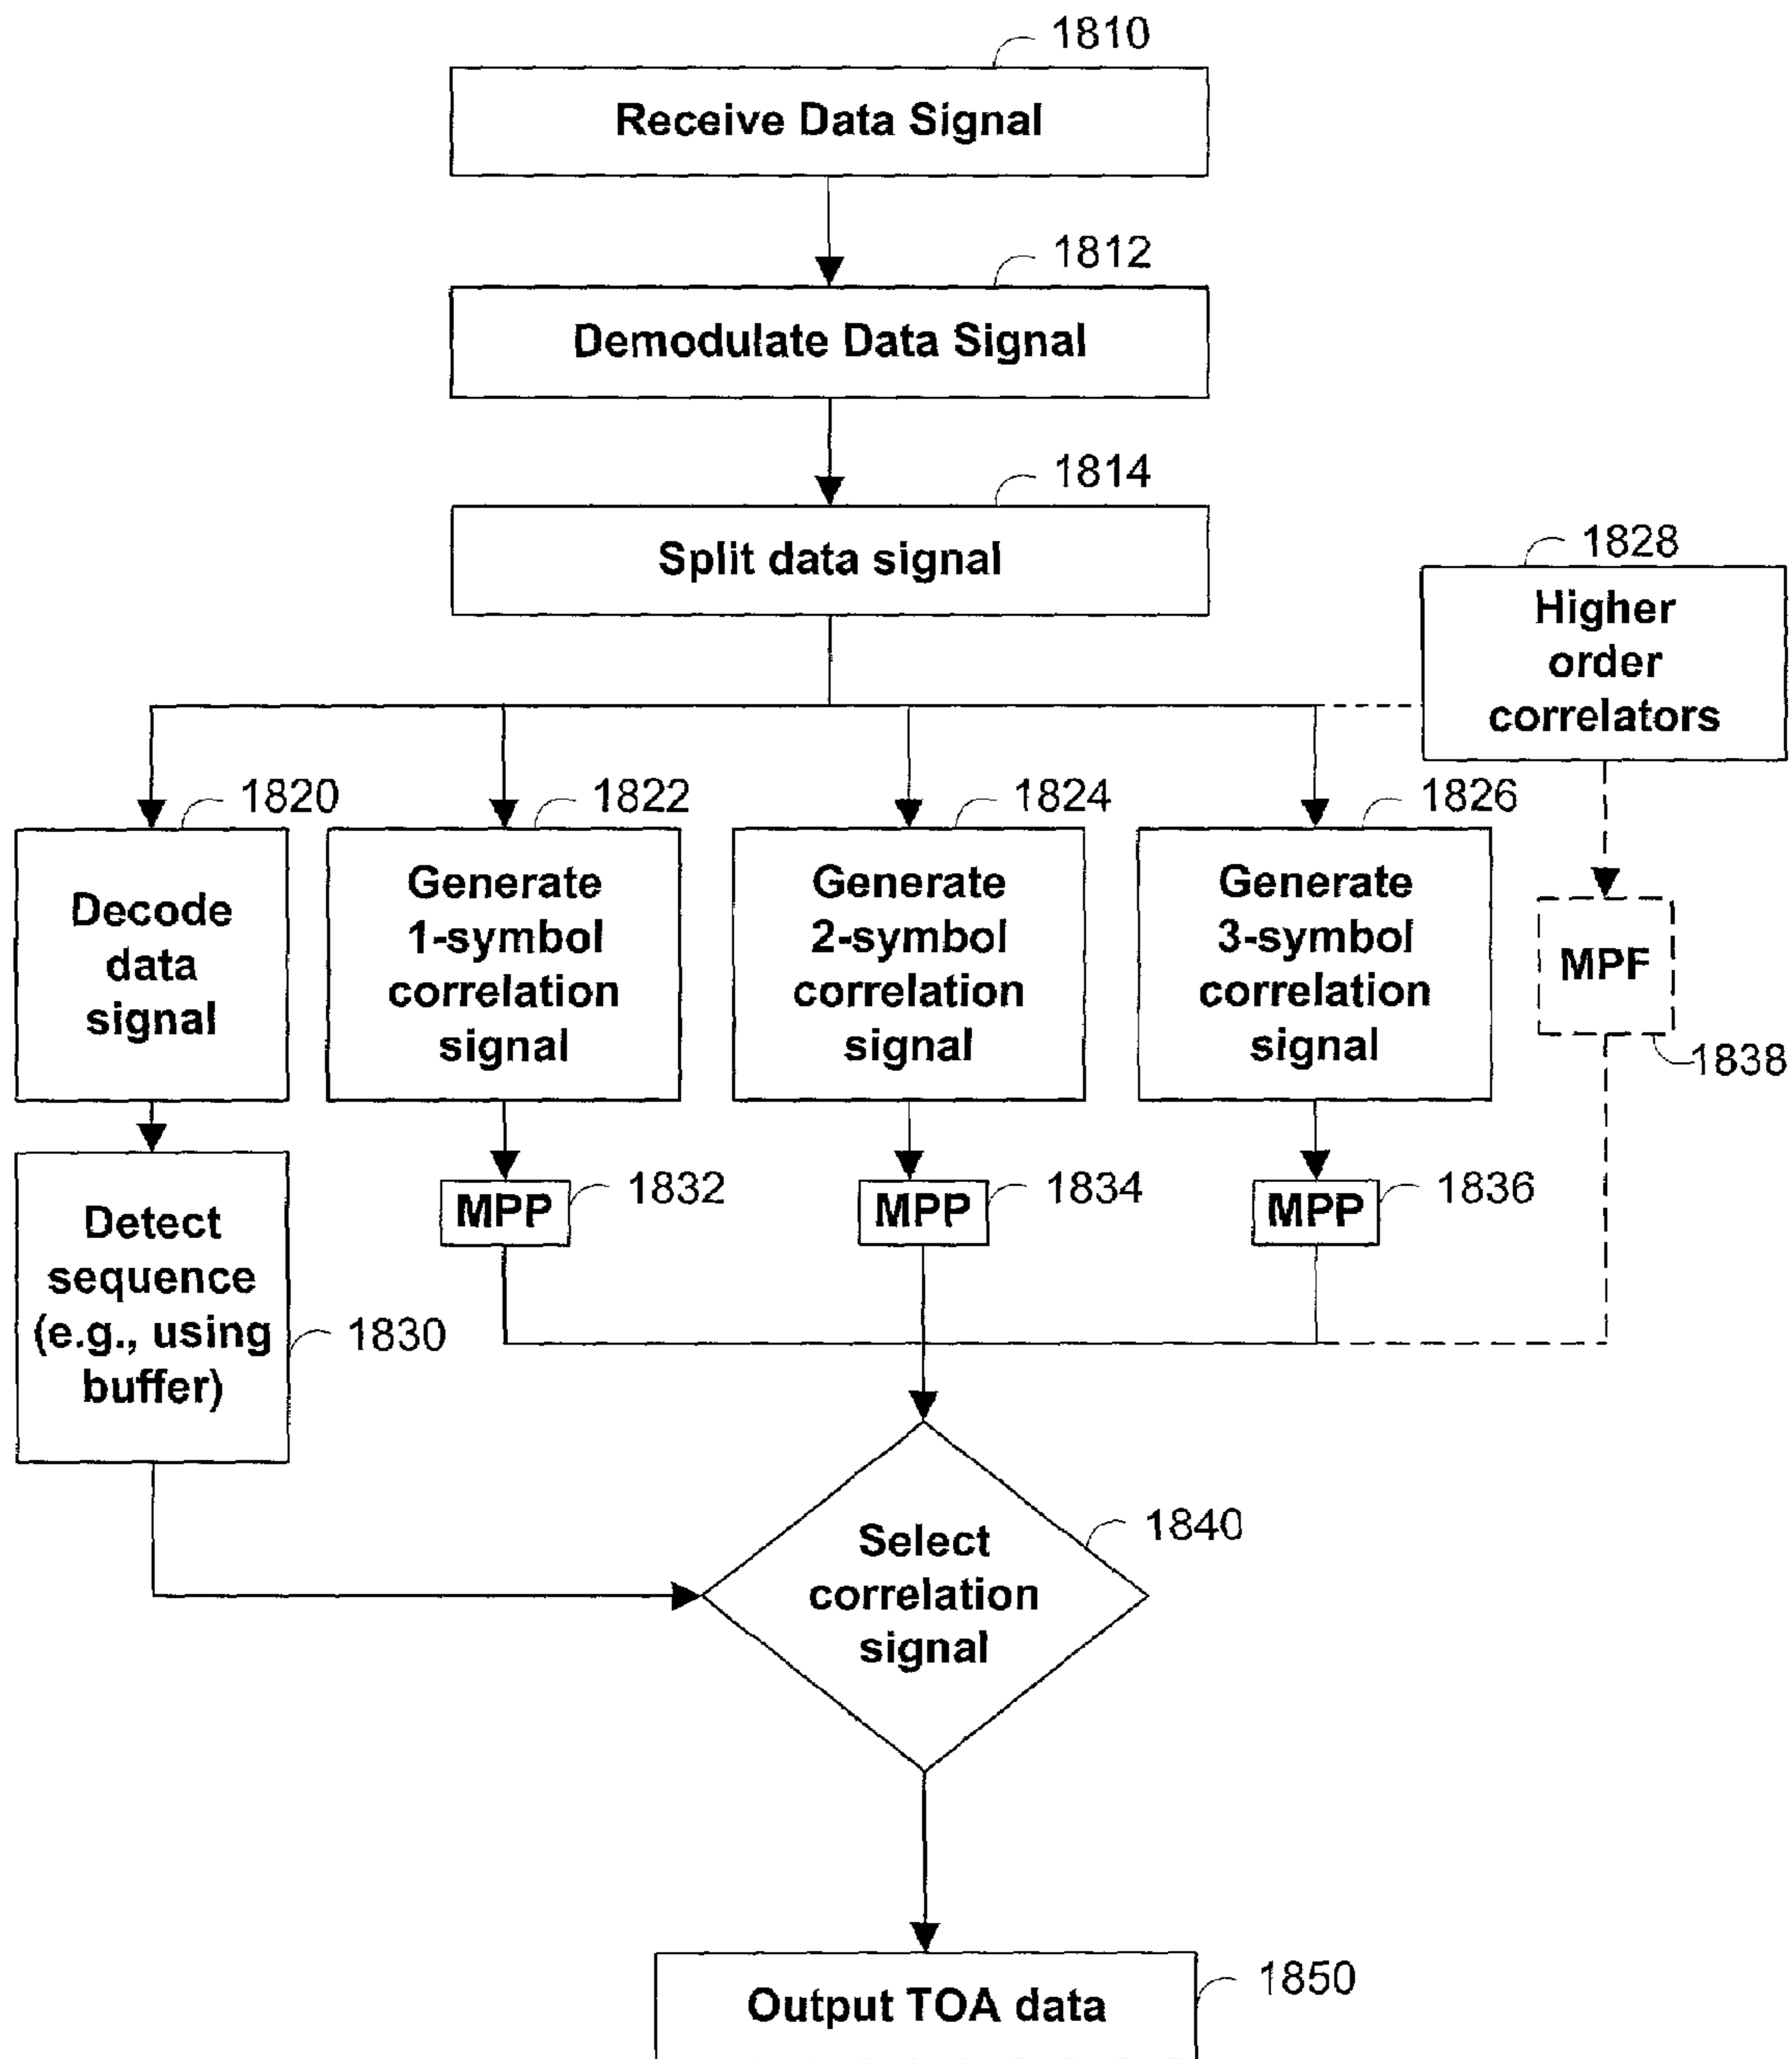 1810
Receive Data Signal
1812
Demodulate Data Signal
1814
Split data signal
1828
Higher
order
correlators
1820
Decode
data
signal
1822
Generate
1-symbol
correlation
signal
1824
Generate
2-symbol
correlation
signal
1826
Generate
3-symbol
correlation
signal
MPF
1838
Detect
sequence
(e.g., using
buffer)
1830
MPP
1832
MPP
1834
MPP
1836
Select
correlation
signal
1840
Output TOA data
1850